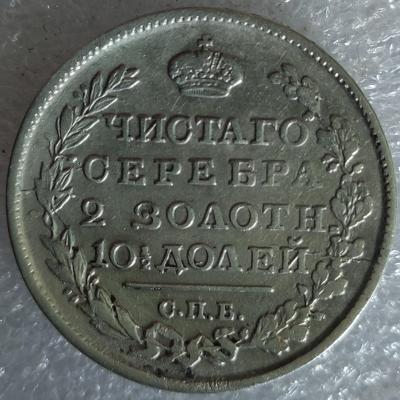 ЧИСТАГО
СЕРЕБРА
2 ЗОЛОТН.
10½ ДОЛЕЙ
С.П.Б.